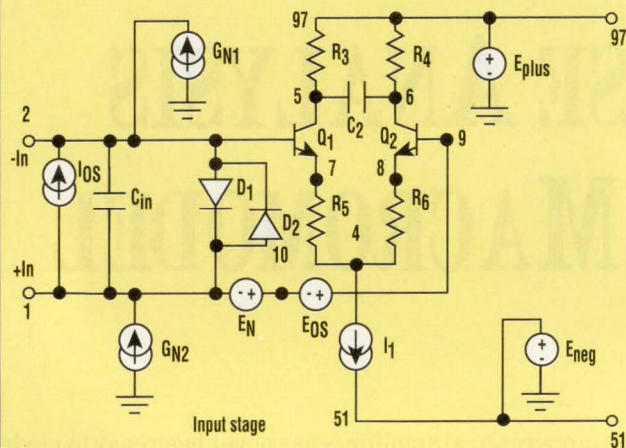 97
97
GN1
R3
R4
Eplus
5
C2
6
2
-In
Q1
Q2
9
IOS
Cin
D1
7
8
D2
R5
R6
4
10
+In
1
EN
EOS
GN2
I1
Eneg
51
51
Input stage